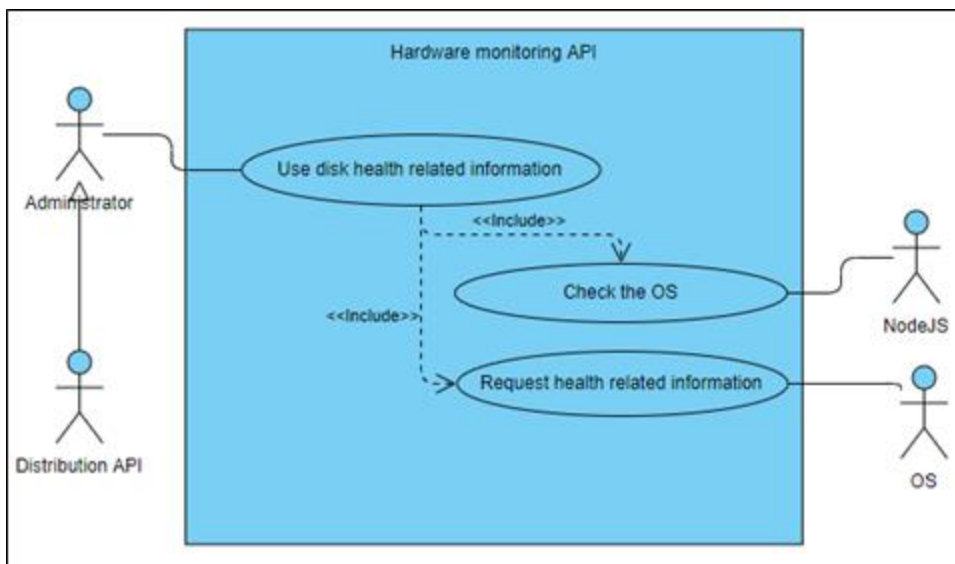 Hardware monitoring API
Use disk health related information
Administrator
<<Include>>
Check the OS
NodeJS
<<Include>>
Request health related information
Distribution API
OS